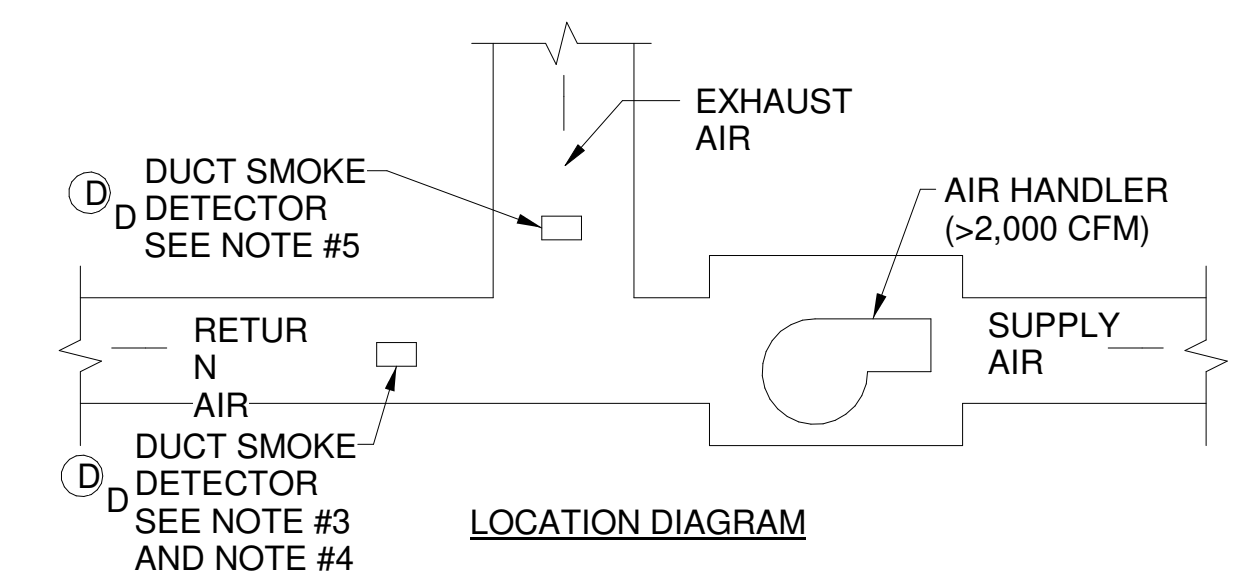 EXHAUST
AIR
D
D
DUCT SMOKE
DETECTOR
SEE NOTE #5
AIR HANDLER
(>2,000 CFM)
RETUR
N
AIR
SUPPLY
AIR
D
D
DUCT SMOKE
DETECTOR
SEE NOTE #3
AND NOTE #4
LOCATION DIAGRAM